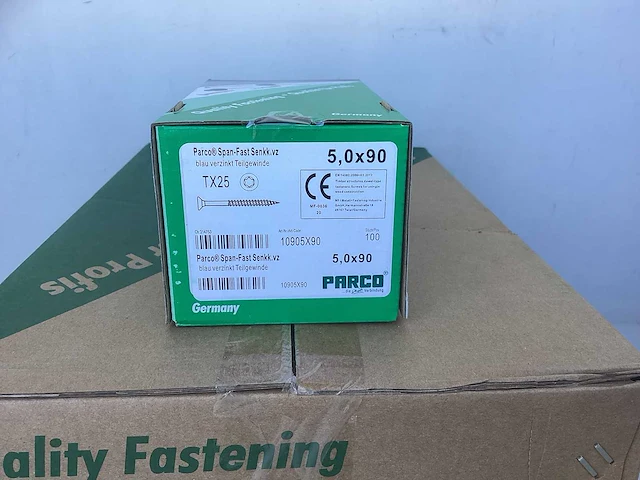 Germany
Parco® Span-Fast Senkk.vz
5,0x90
blau verzinkt Teilgewinde
TX25
CE
10905X90
100
Parco® Span-Fast Senkk.vz
5,0x90
blau verzinkt Teilgewinde
10905X90
PARCO®
Germany
Profis
ality Fastening